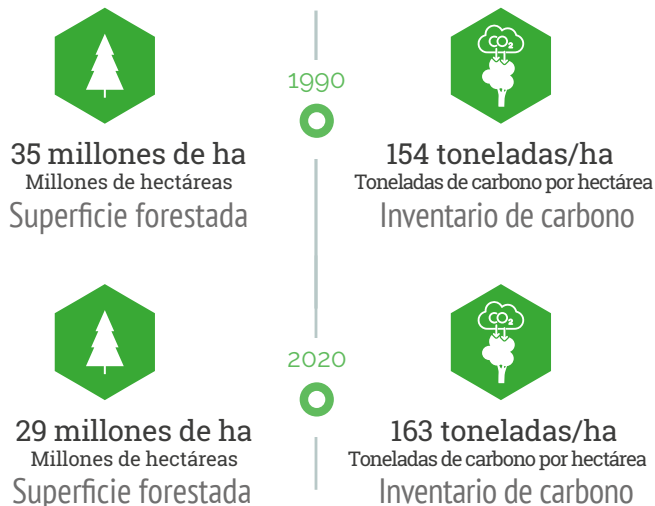 CO2
1990
35 millones de ha
Millones de hectáreas
Superficie forestada
154 toneladas/ha
Toneladas de carbono por hectárea
Inventario de carbono
CO2
2020
29 millones de ha
Millones de hectáreas
Superficie forestada
163 toneladas/ha
Toneladas de carbono por hectárea
Inventario de carbono